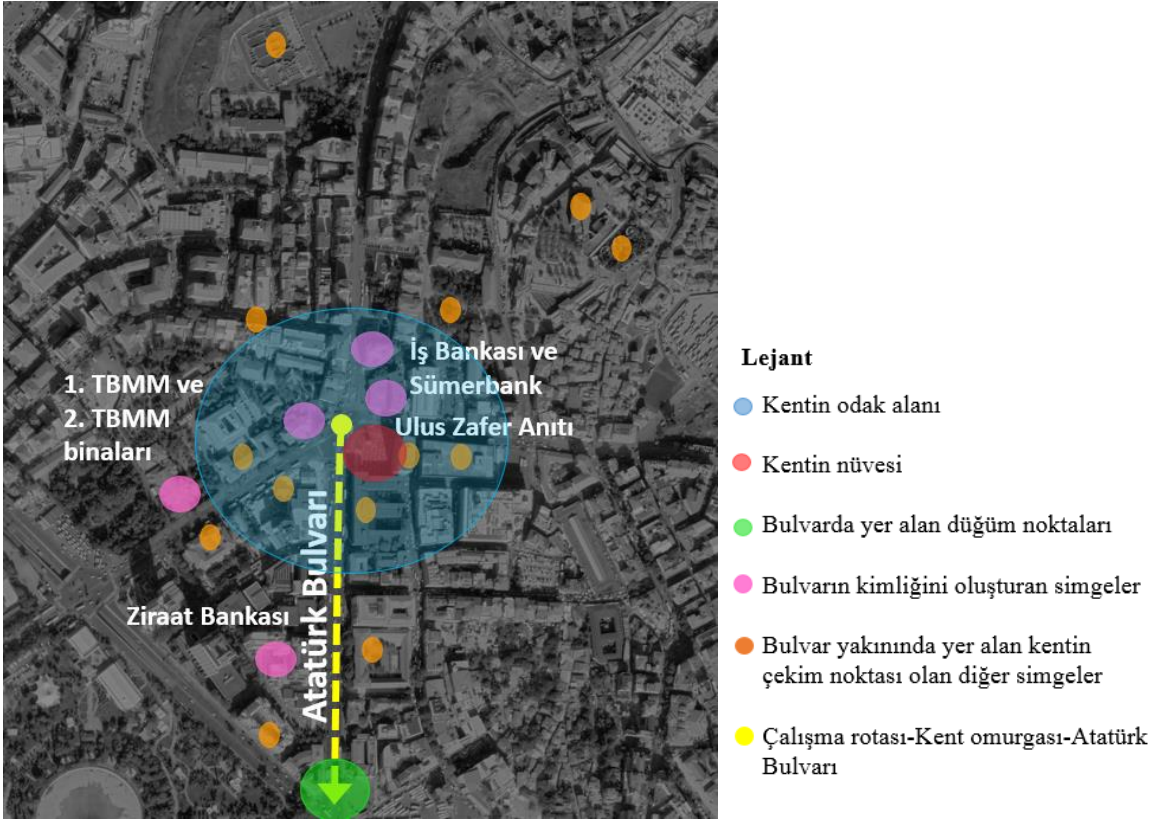 İş Bankası ve
Sümerbank
1. TBMM ve
2. TBMM
binaları
Ulus Zafer Anıtı
Atatürk Bulvarı
Ziraat Bankası
Lejant
Kentin odak alanı
Kentin nüvesi
Bulvarda yer alan düğüm noktaları
Bulvarın kimliğini oluşturan simgeler
Bulvar yakınında yer alan kentin
çekim noktası olan diğer simgeler
Çalışma rotası-Kent omurgası-Atatürk
Bulvarı